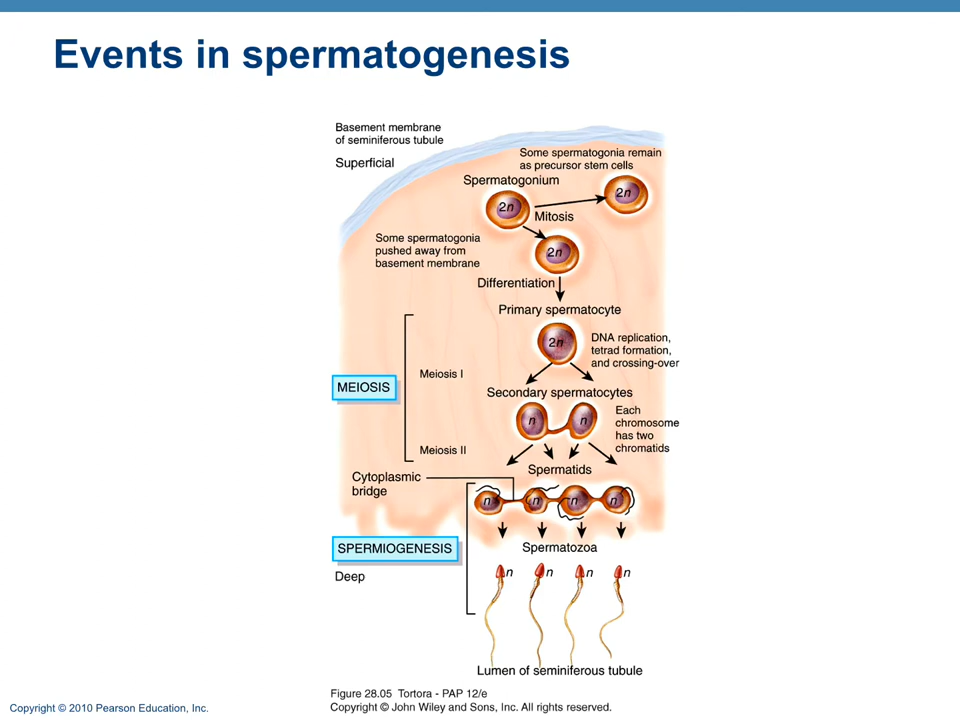 Events in spermatogenesis
Basement membrane
of seminiferous tubule
Superficial
Some spermatogonia remain
as precursor stem cells
Spermatogonium
2n
2n
Mitosis
Some spermatogonia
pushed away from
basement membrane
2n
Differentiation
Primary spermatocyte
2n
DNA replication,
tetrad formation,
and crossing-over
Meiosis I
MEIOSIS
Secondary spermatocytes
n
n
Each
chromosome
has two
chromatids
Meiosis II
Spermatids
Cytoplasmic
bridge
n
n
n
n
SPERMIOGENESIS
Spermatozoa
Deep
n
n
n
n
Lumen of seminiferous tubule
Figure 28.05 Tortora - PAP 12/e
Copyright © John Wiley and Sons, Inc. All rights reserved.
Copyright © 2010 Pearson Education, Inc.